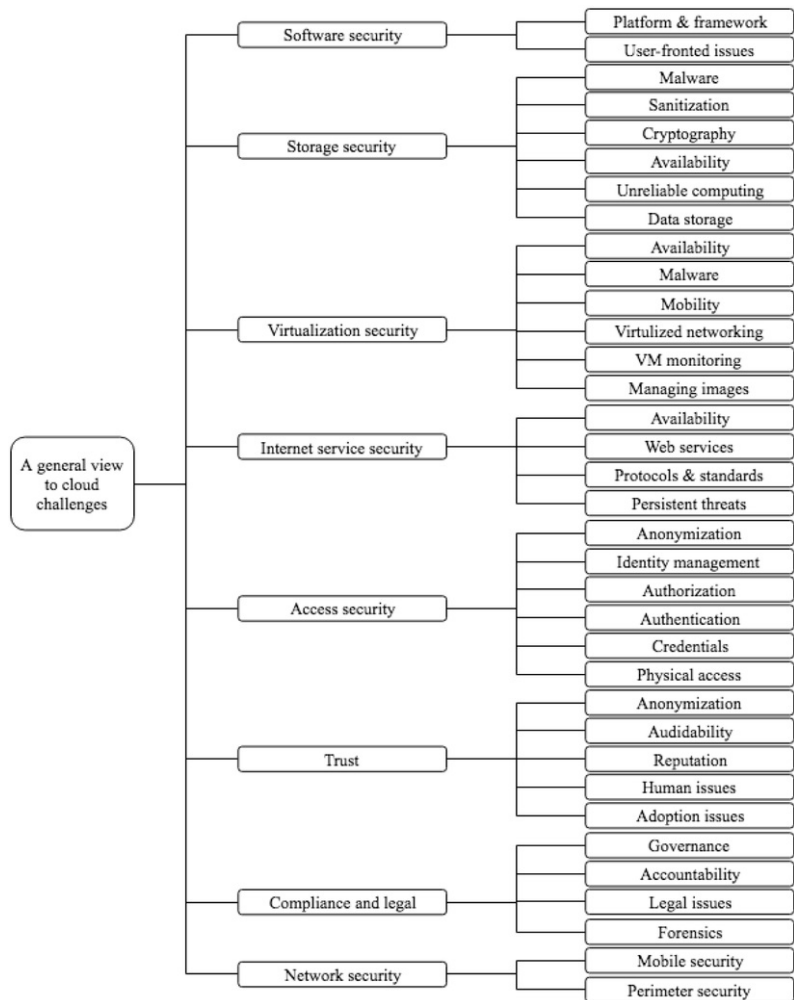 Software security
Platform & framework
User-fronted issues
Storage security
Malware
Sanitization
Cryptography
Availability
Unreliable computing
Data storage
Virtualization security
Availability
Malware
Mobility
Virtulized networking
VM monitoring
Managing images
A general view
to cloud
challenges
Internet service security
Availability
Web services
Protocols & standards
Persistent threats
Access security
Anonymization
Identity management
Authorization
Authentication
Credentials
Physical access
Trust
Anonymization
Audidability
Reputation
Human issues
Adoption issues
Compliance and legal
Governance
Accountability
Legal issues
Forensics
Network security
Mobile security
Perimeter security